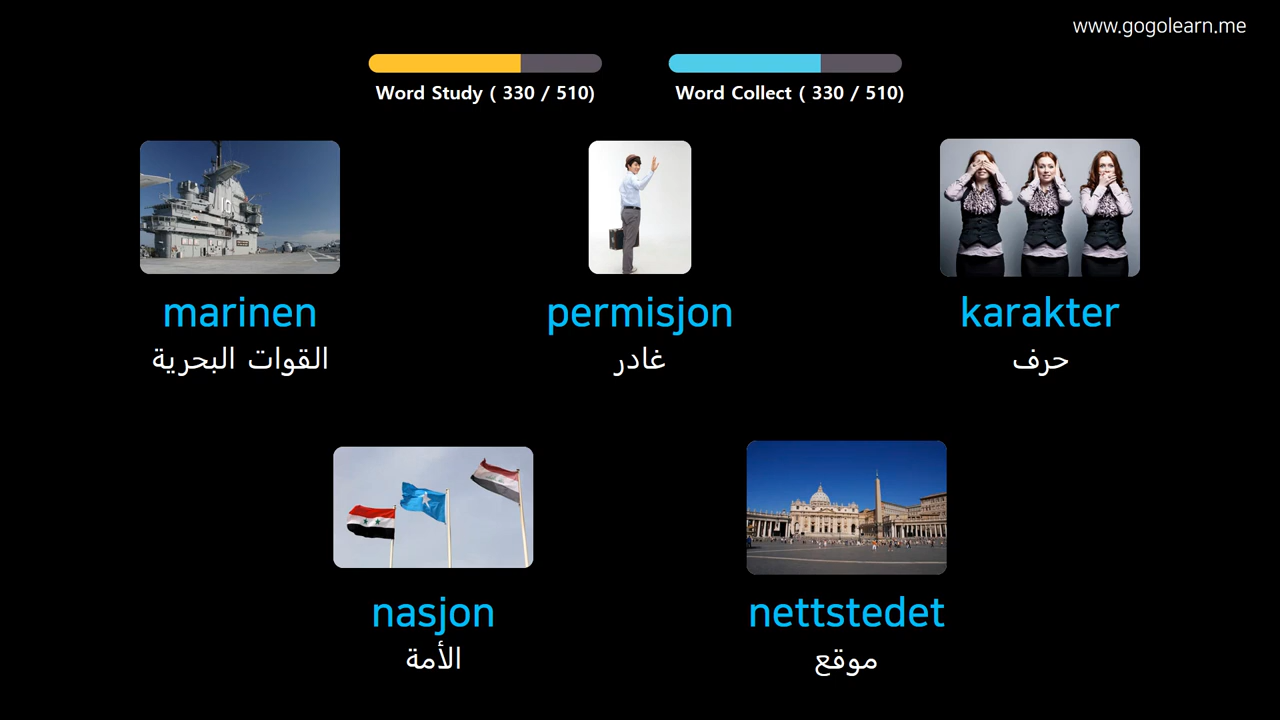 www.gogolearn.me
Word Study ( 330 / 510)
Word Collect ( 330 / 510)
marinen
القوات البحرية
permisjon
غادر
karakter
حرف
nasjon
الأمة
nettstedet
موقع